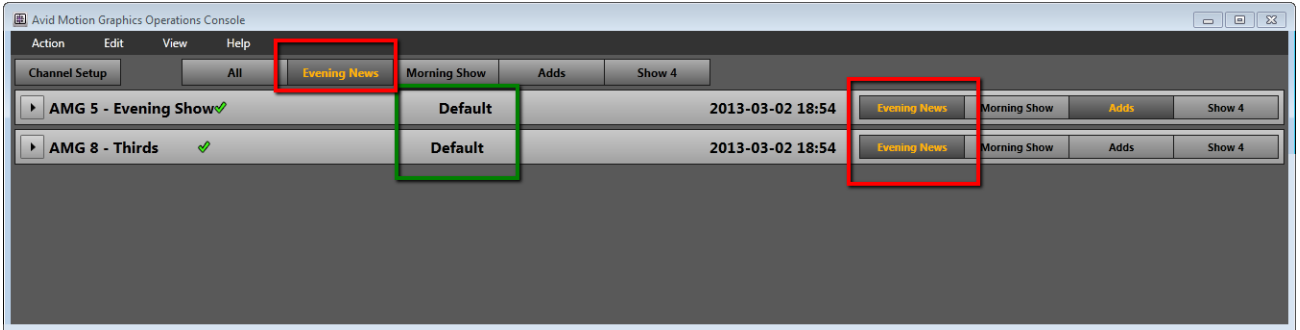 Avid Motion Graphics Operations Console
Action Edit View Help
Channel Setup All Evening News Morning Show Adds Show 4
AMG 5 - Evening Show Default 2013-03-02 18:54 Evening News Morning Show Adds Show 4
AMG 8 - Thirds Default 2013-03-02 18:54 Evening News Morning Show Adds Show 4